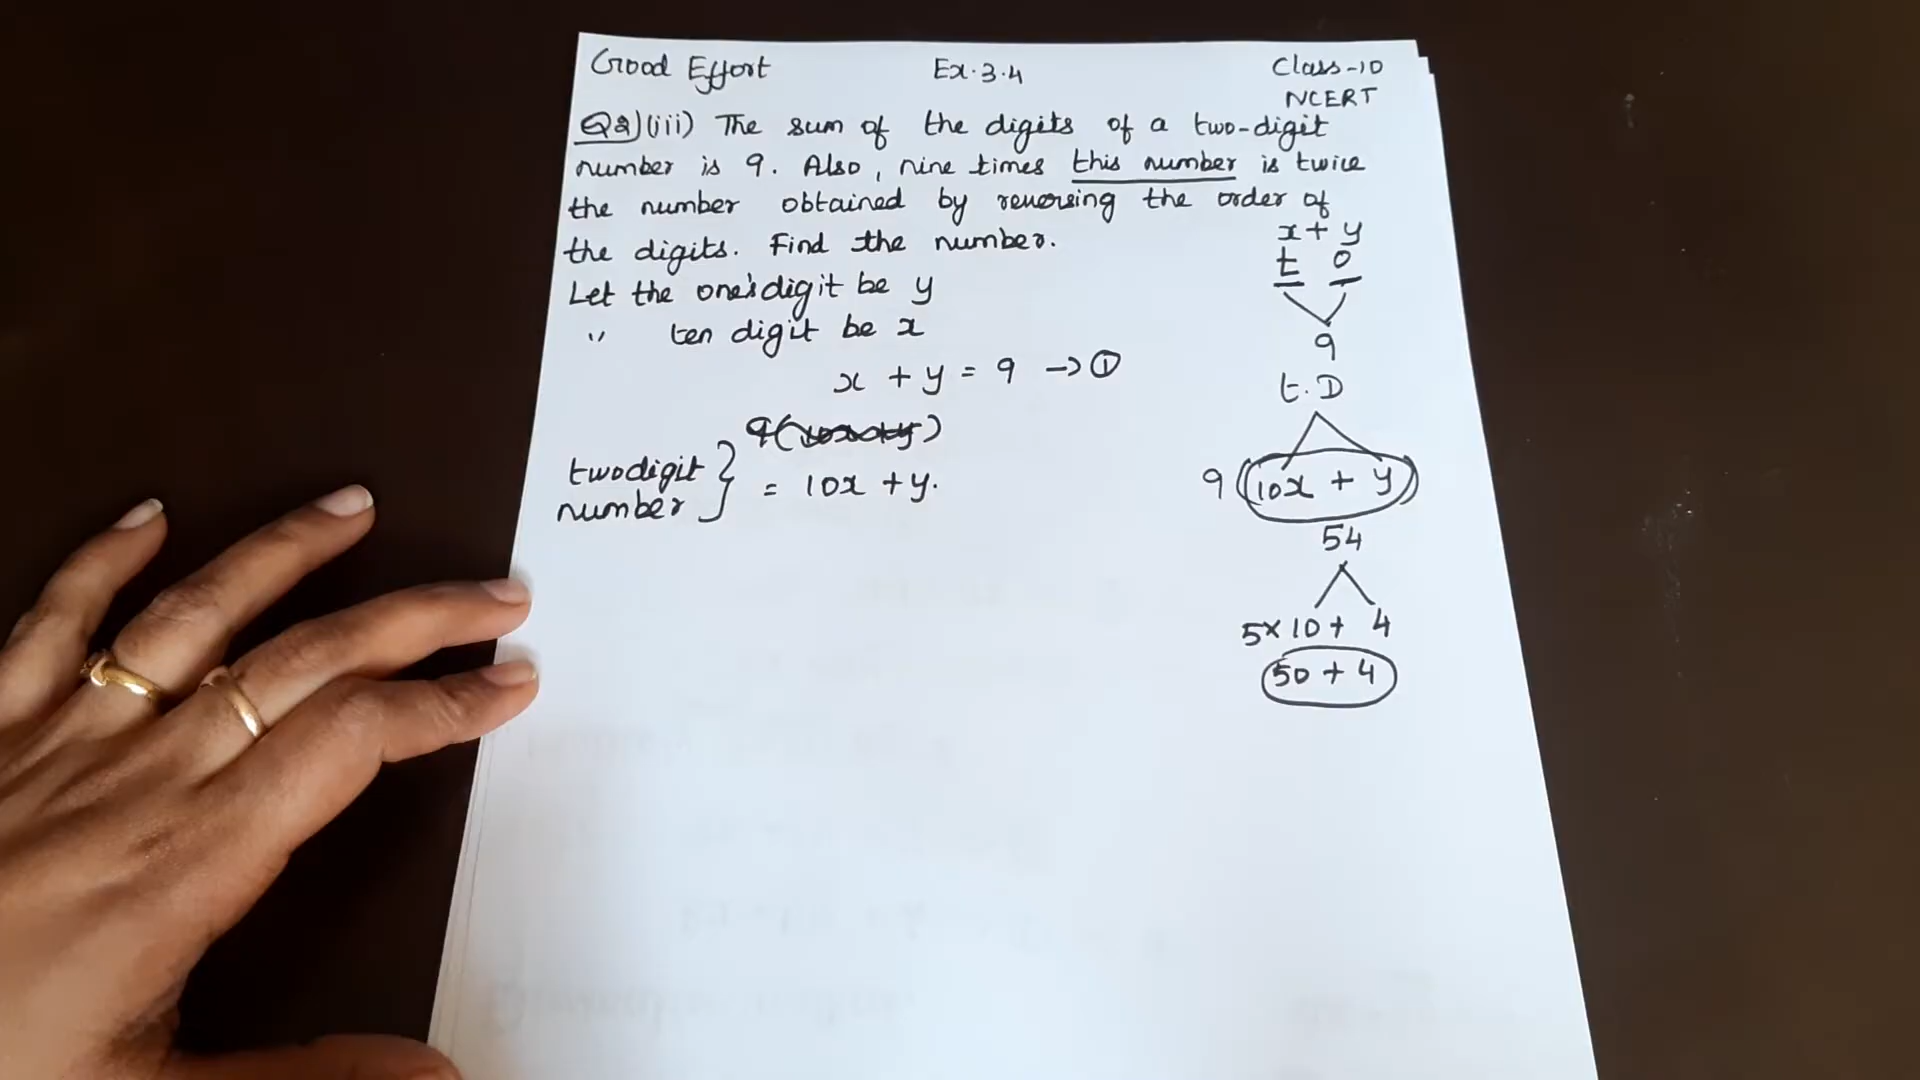 Good Effort Ex.3.4 Class-10
NCERT
Q2)(iii) The sum of the digits of a two-digit
number is 9. Also, nine times this number is twice
the number obtained by reversing the order of
the digits. Find the number.
x + y
t o
9
Let the one's digit be y
" ten digit be x
x + y = 9 → ①
t.D
9(10x + y)
9(10x + y)
two digit
number } = 10x + y.
54
5 × 10 + 4
50 + 4